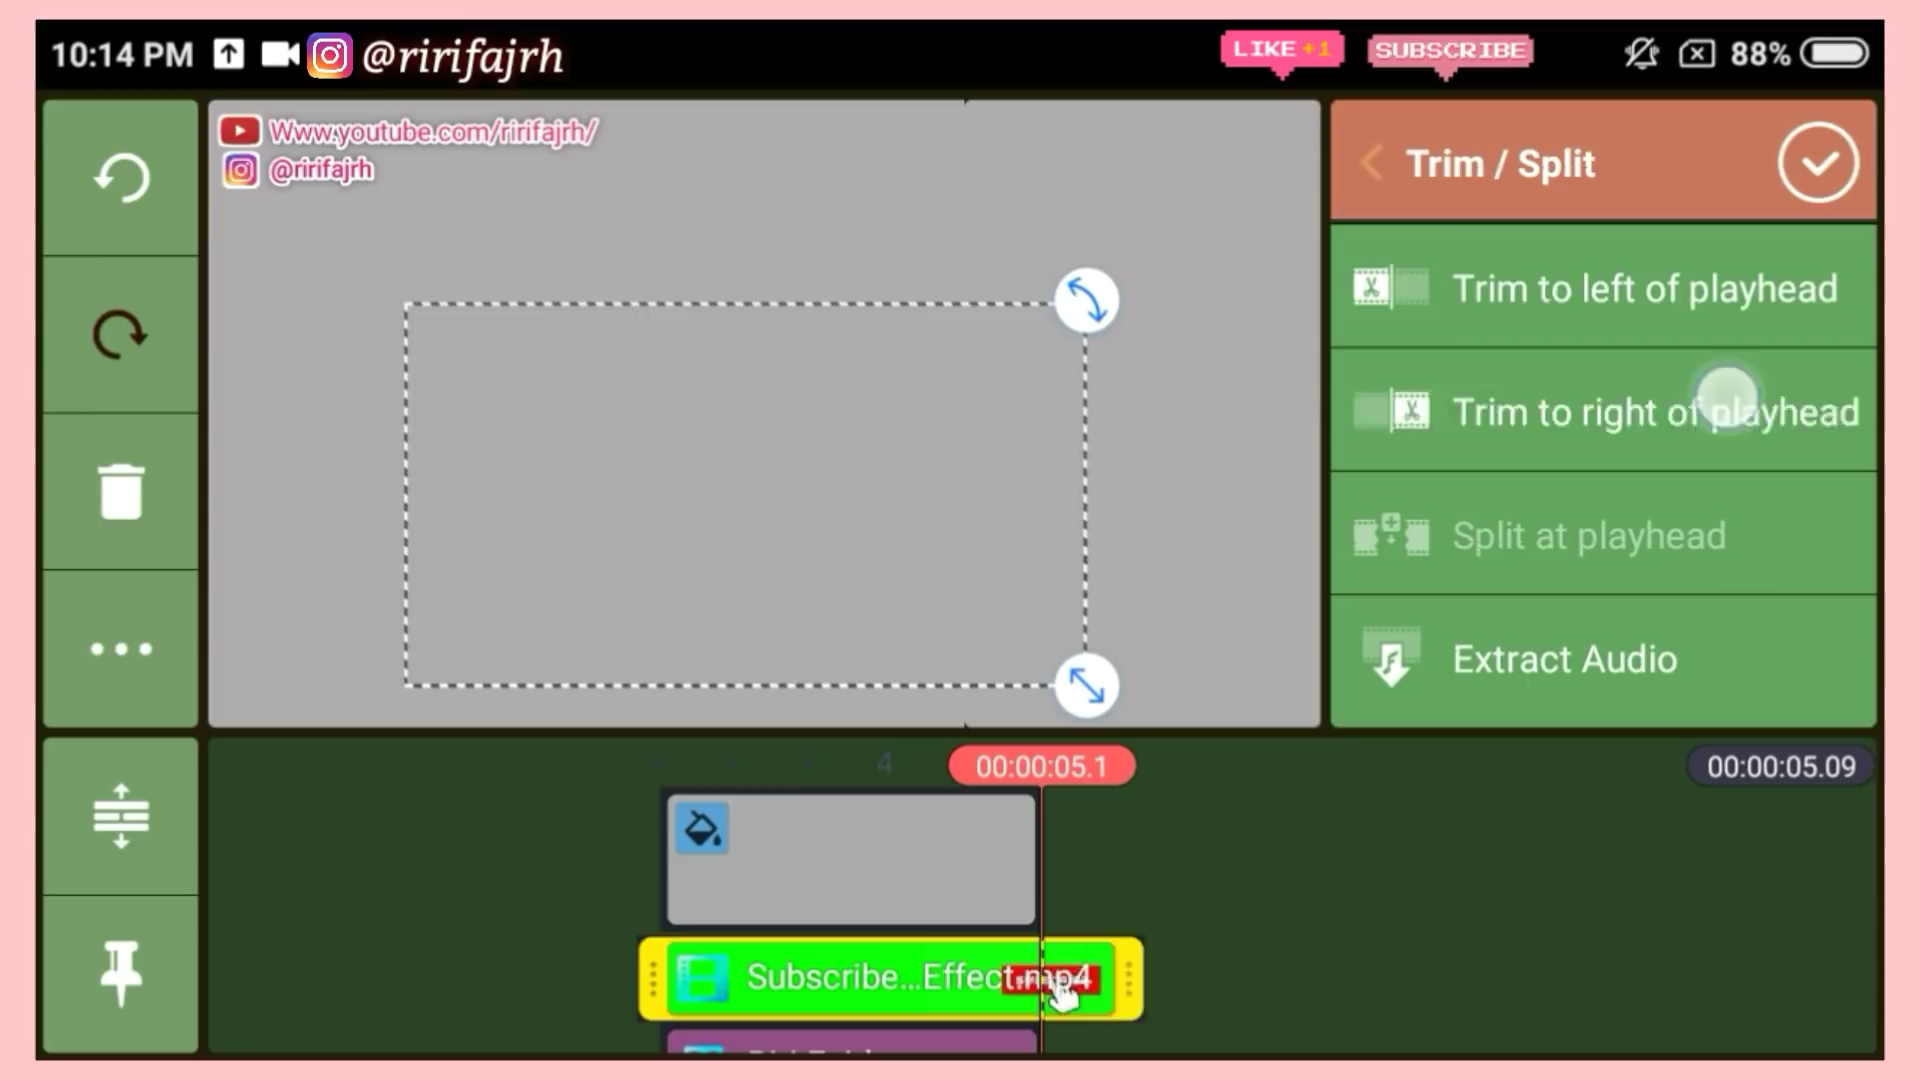 10:14 PM @ririfajrh LIKE +1 SUBSCRIBE 88%
Www.youtube.com/ririfajrh/
@ririfajrh
Trim / Split
Trim to left of playhead
Trim to right of playhead
Split at playhead
Extract Audio
4 00:00:05.1 00:00:05.09
Subscribe...Effect.mp4